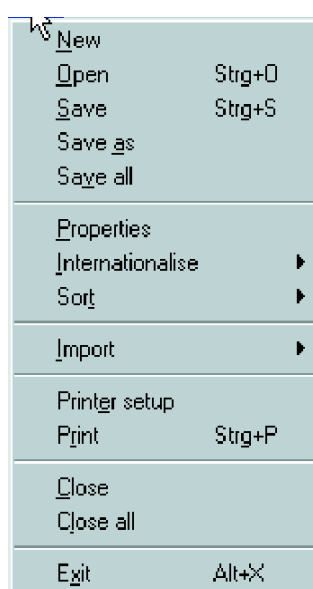 New
Open Strg+O
Save Strg+S
Save as
Save all
Properties
Internationalise
Sort
Import
Printer setup
Print Strg+P
Close
Close all
Exit Alt+X